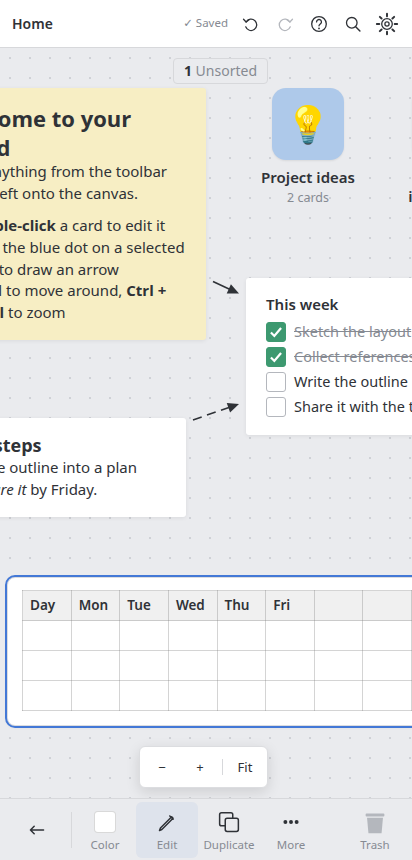 Home
✓ Saved
1 Unsorted
ome to your
d
nything from the toolbar
eft onto the canvas.
ble-click a card to edit it
the blue dot on a selected
to draw an arrow
d to move around, Ctrl +
l to zoom
Project ideas
2 cards
This week
Sketch the layout
Collect references
Write the outline
Share it with the t
steps
e outline into a plan
re It by Friday.
Day Mon Tue Wed Thu Fri
− + Fit
Color Edit Duplicate More Trash